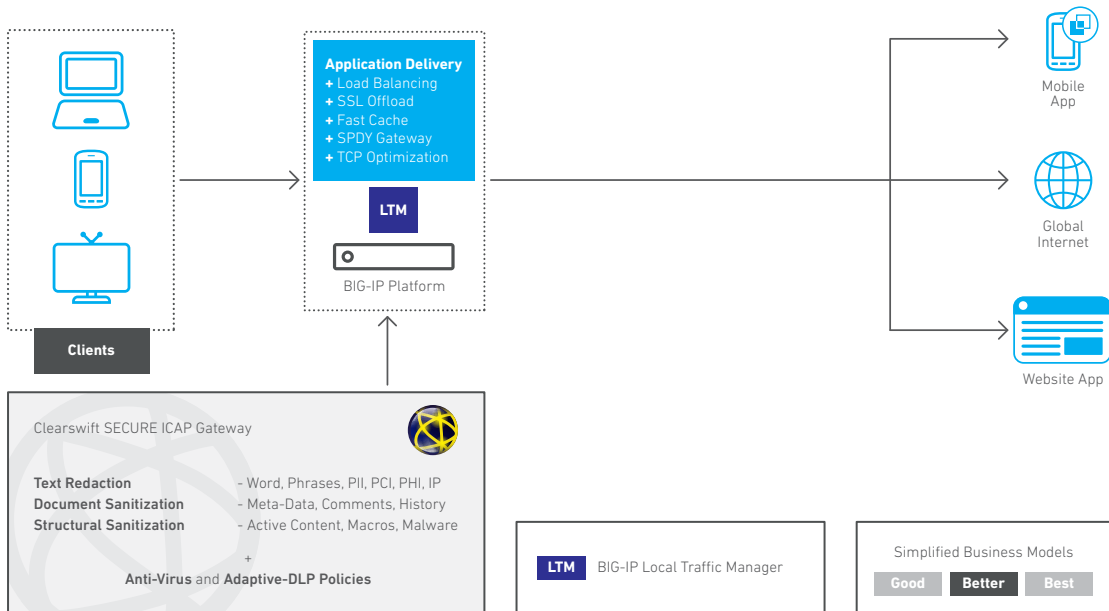 Application Delivery
+ Load Balancing
+ SSL Offload
+ Fast Cache
+ SPDY Gateway
+ TCP Optimization
LTM
BIG-IP Platform
Clients
Mobile
App
Global
Internet
Website App
Clearswift SECURE ICAP Gateway
Text Redaction - Word, Phrases, PII, PCI, PHI, IP
Document Sanitization - Meta-Data, Comments, History
Structural Sanitization - Active Content, Macros, Malware
+
Anti-Virus and Adaptive-DLP Policies
LTM BIG-IP Local Traffic Manager
Simplified Business Models
Good Better Best